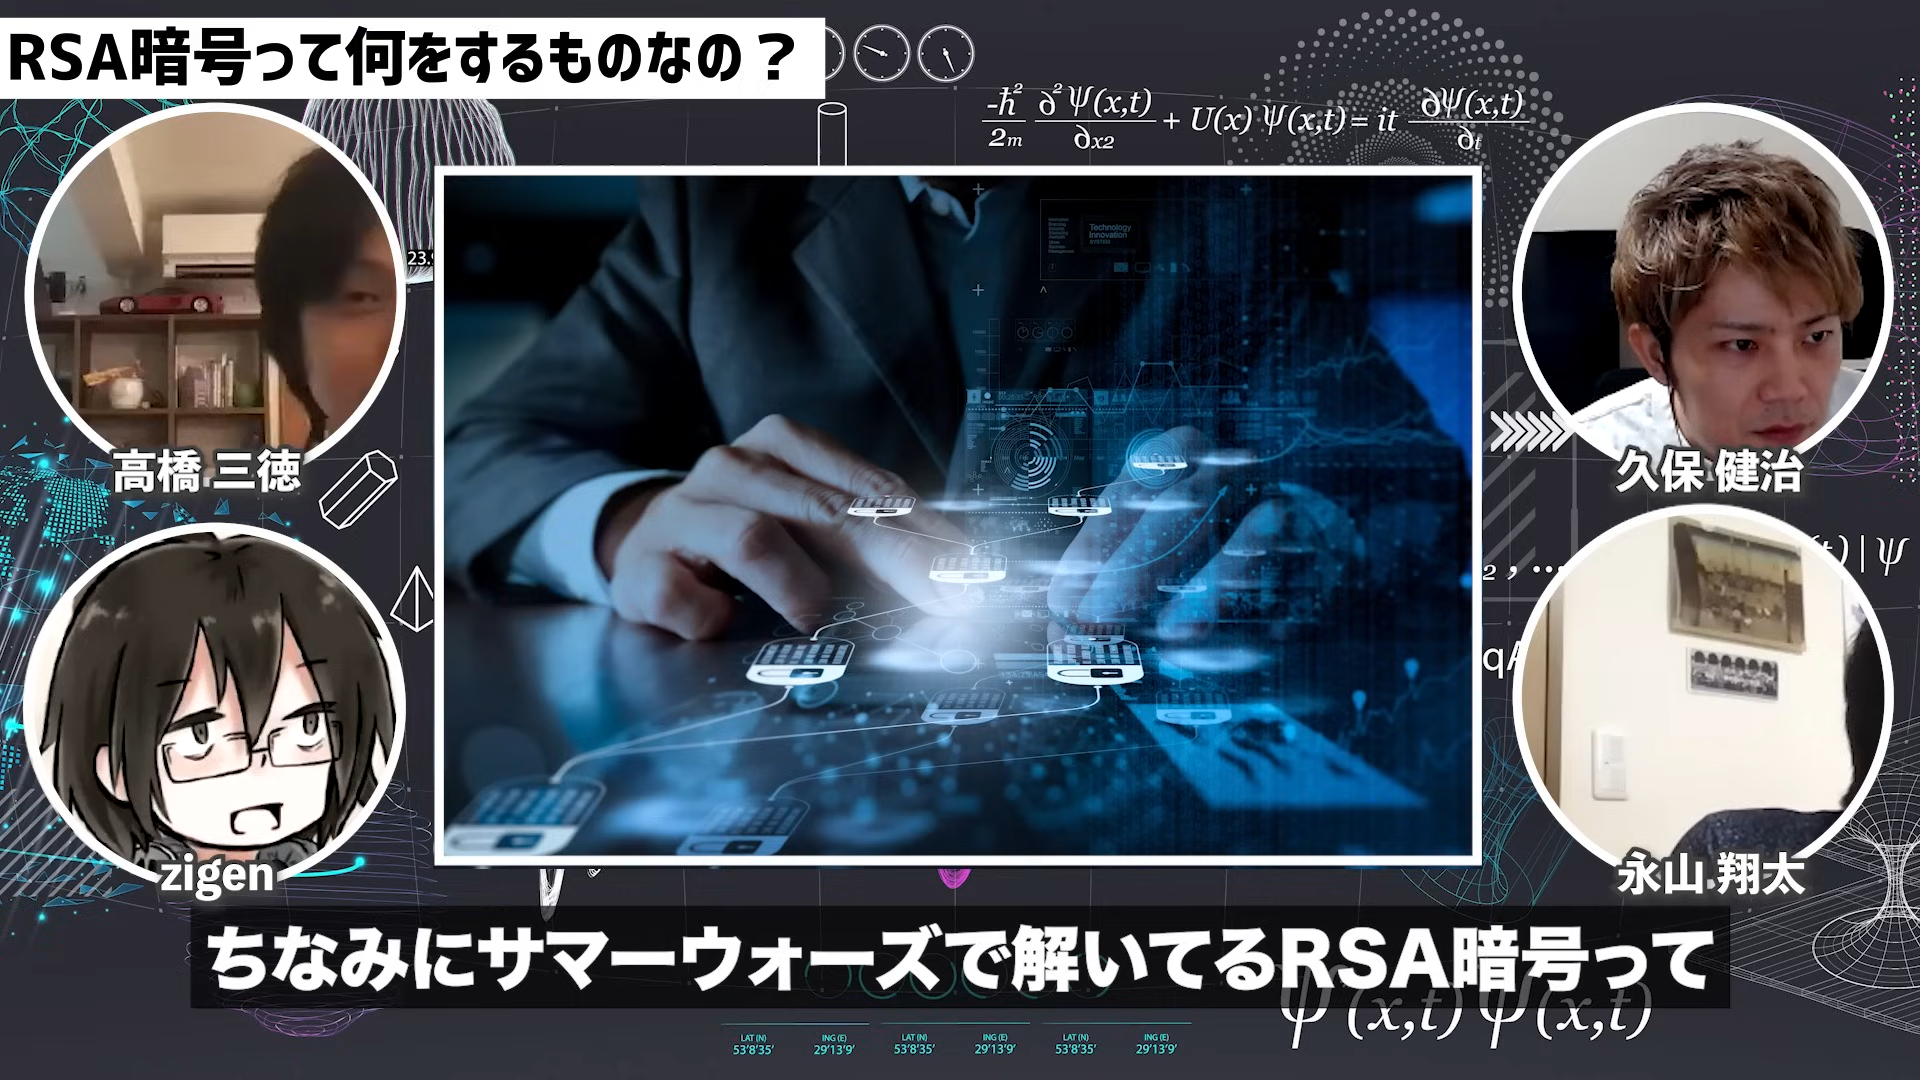 RSA暗号って何をするものなの？
-ħ² ∂²Ψ(x,t) + U(x) Ψ(x,t) = it ∂Ψ(x,t)
2m ∂x2 ∂t
23.9
Technology
Innovation
SYSTEM
高橋 三徳
久保 健治
zigen
永山 翔太
ちなみにサマーウォーズで解いてるRSA暗号って
Ψ(x,t) Ψ(x,t)
LAT (N) ING (E) LAT (N) ING (E) LAT (N) ING (E)
53'8'35' 29'13'9' 53'8'35' 29'13'9' 53'8'35' 29'13'9'